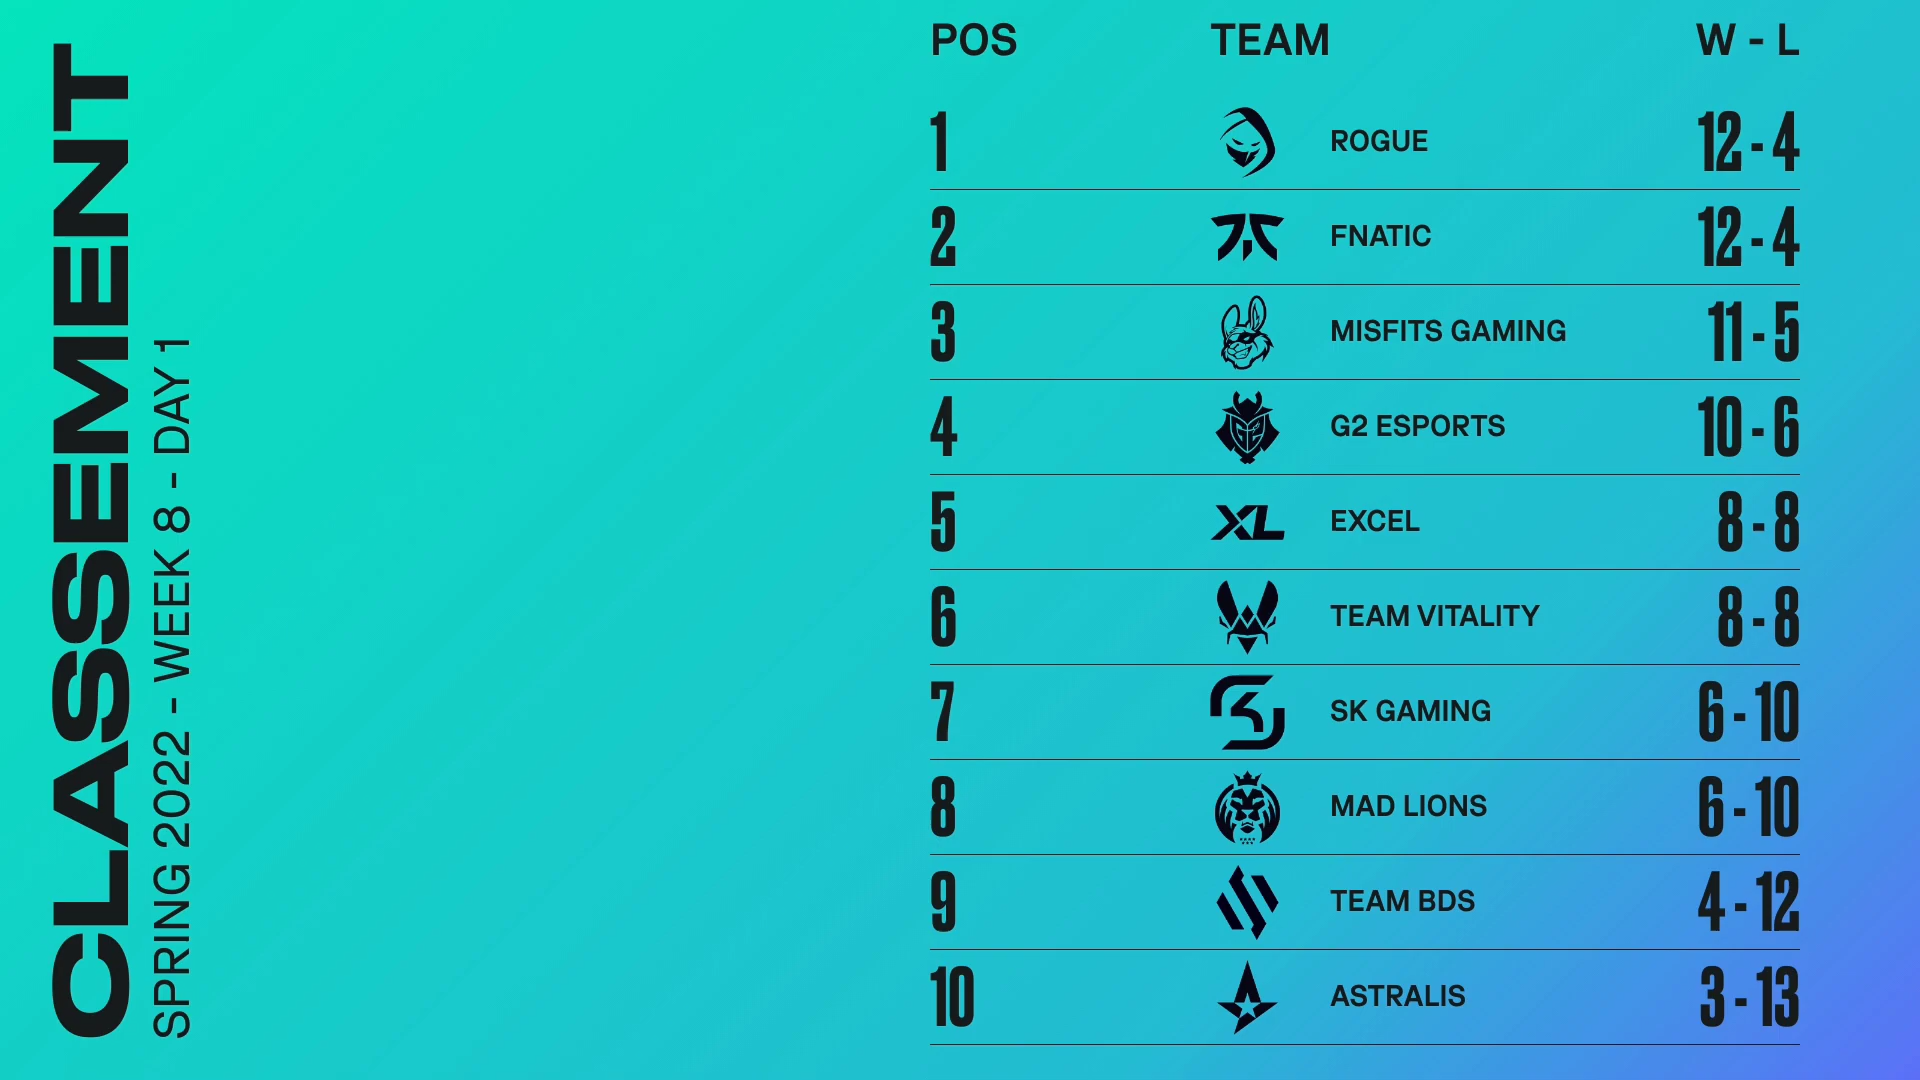 CLASSEMENT
SPRING 2022 - WEEK 8 - DAY 1
POS TEAM W - L
1 ROGUE 12 - 4
2 FNATIC 12 - 4
3 MISFITS GAMING 11 - 5
4 G2 ESPORTS 10 - 6
5 XL EXCEL 8 - 8
6 TEAM VITALITY 8 - 8
7 SK GAMING 6 - 10
8 MAD LIONS 6 - 10
9 TEAM BDS 4 - 12
10 ASTRALIS 3 - 13